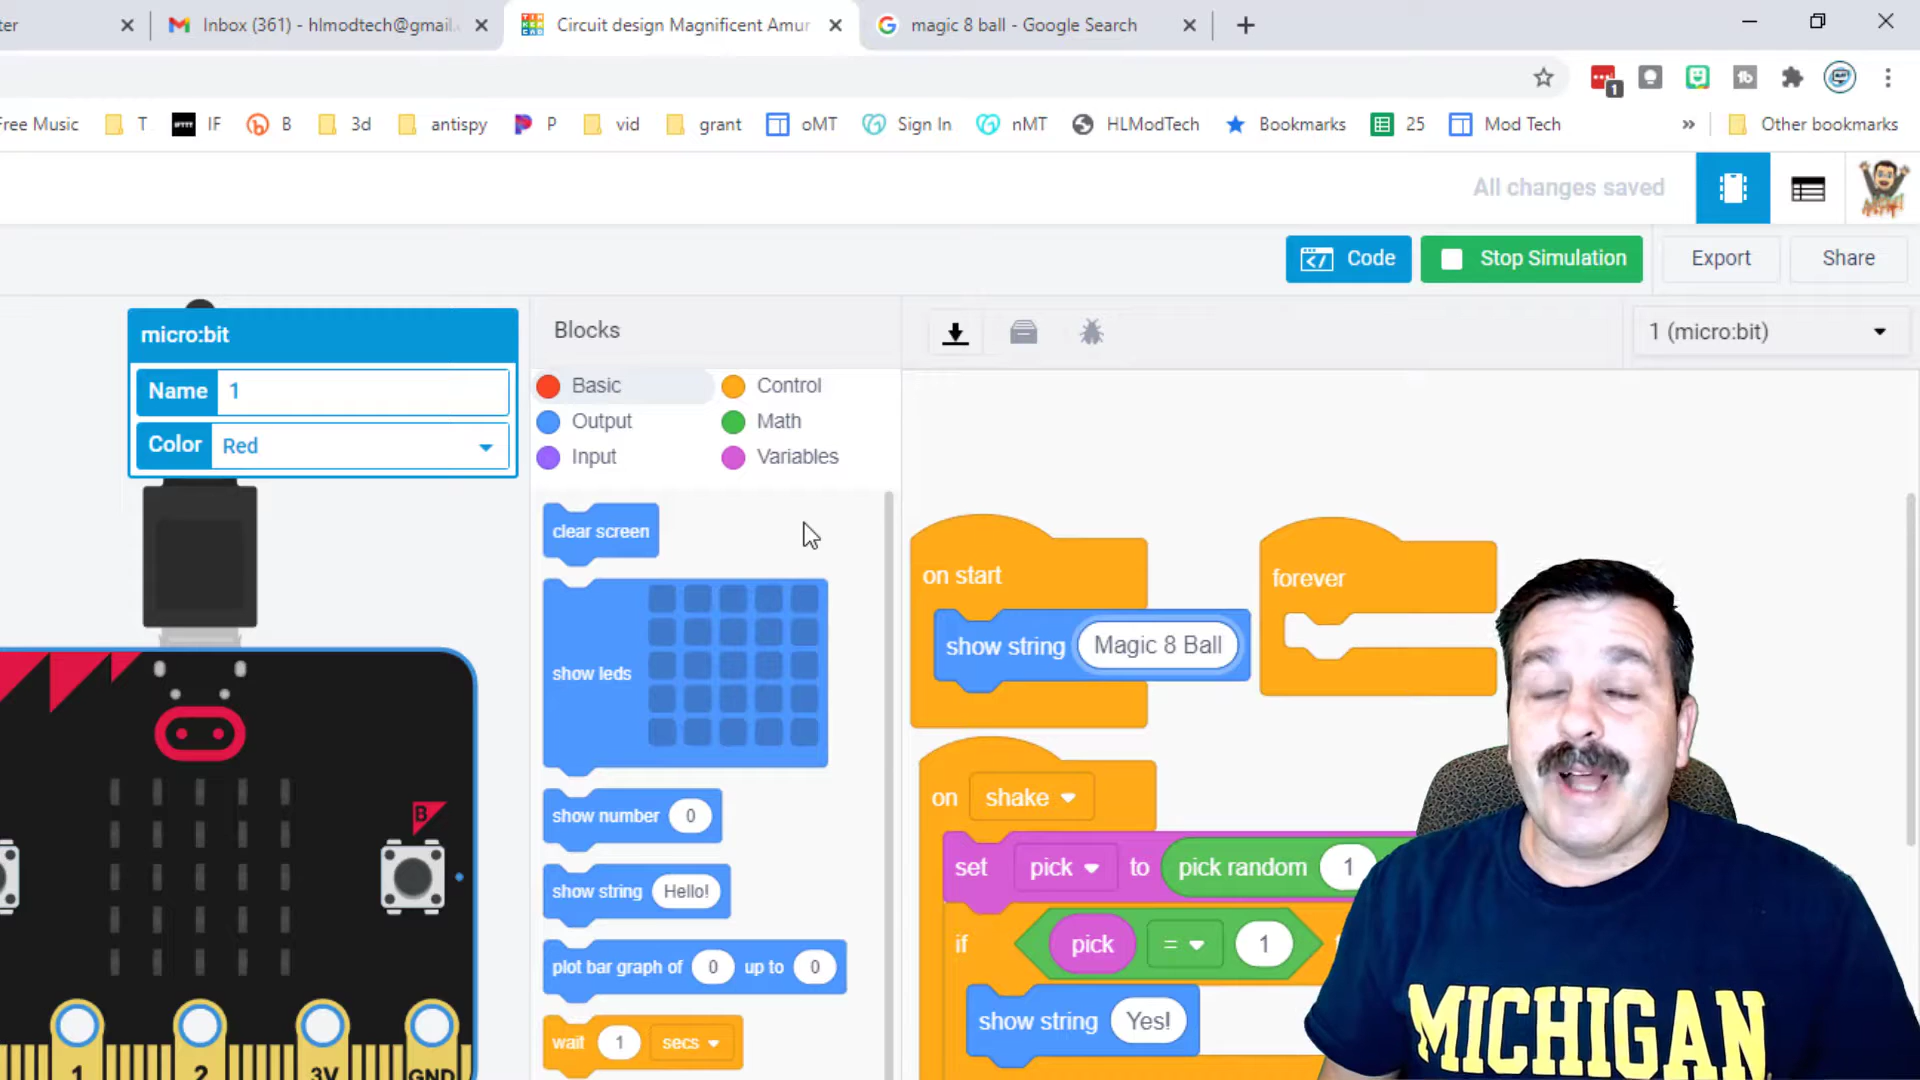 ter
Inbox (361) - hlmodtech@gmail.
Circuit design Magnificent Amur
magic 8 ball - Google Search
1
Free Music
T
IF
B
3d
antispy
P
vid
grant
oMT
Sign In
nMT
HLModTech
Bookmarks
25
Mod Tech
»
Other bookmarks
All changes saved
Code
Stop Simulation
Export
Share
micro:bit
Name 1
Color Red
Blocks
1 (micro:bit)
Basic
Control
Output
Math
Input
Variables
clear screen
show leds
show number 0
show string Hello!
plot bar graph of 0 up to 0
wait 1 secs
on start
show string Magic 8 Ball
forever
on shake
set pick to pick random 1
if pick = 1
show string Yes!
B
1
2
3V
GND
MICHIGAN